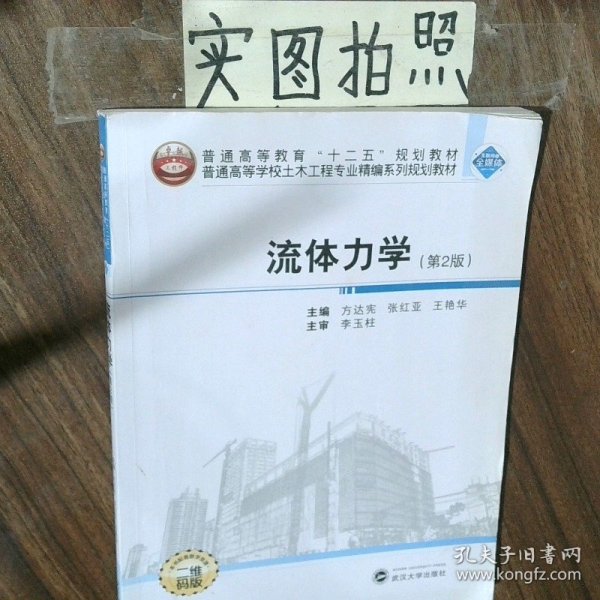 实图拍照
普通高等教育“十二五”规划教材
普通高等学校土木工程专业精编系列规划教材
全媒体
流体力学(第2版)
主编 方达宪 张红亚 王艳华
主审 李玉柱
二维
码版
武汉大学出版社
孔夫子旧书网
www.kongfz.com